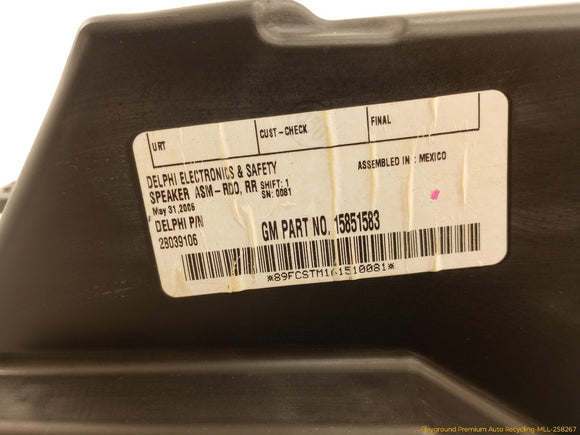 URT
CUST-CHECK
FINAL
DELPHI ELECTRONICS & SAFETY
ASSEMBLED IN : MEXICO
SPEAKER ASM-RDO, RR SHIFT: 1
May 31,2006 SN: 0081
DELPHI P/N
28039106
GM PART NO. 15851583
*89FCSTM161510081*
Playground Premium Auto Recycling-MLL-258267